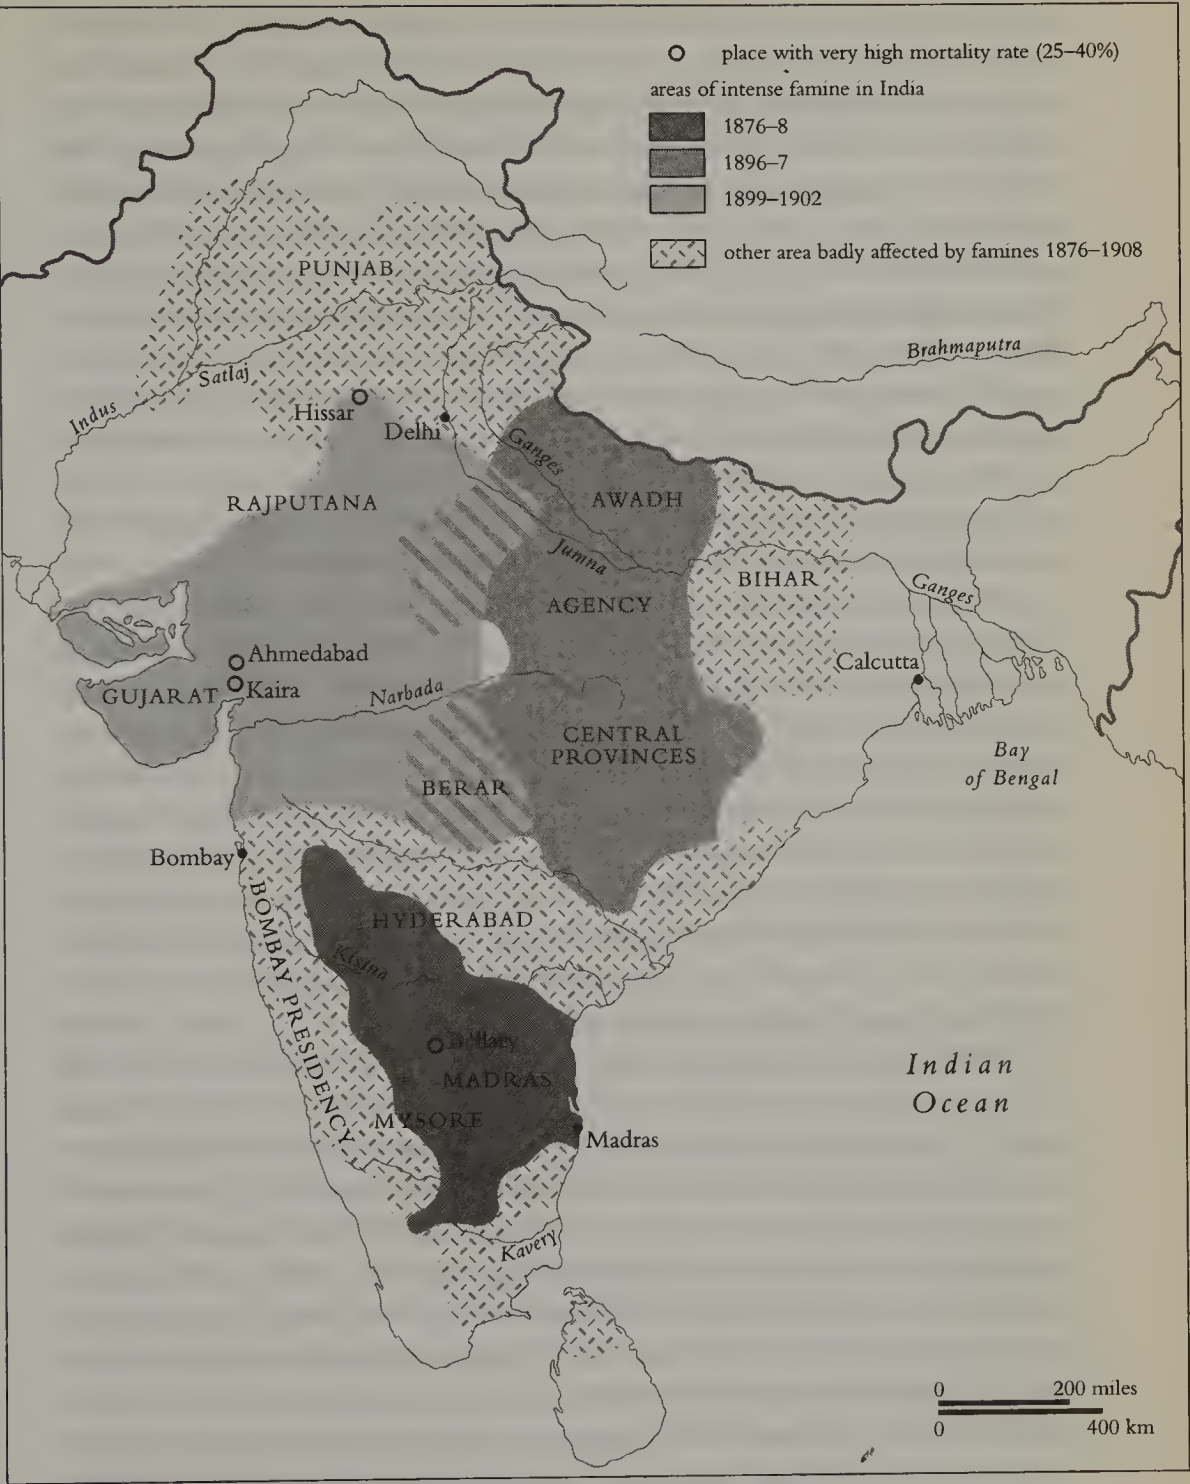 place with very high mortality rate (25–40%)
areas of intense famine in India
1876–8
1896–7
1899–1902
other area badly affected by famines 1876–1908
PUNJAB
Brahmaputra
Satlaj
Indus
Hissar
Delhi
Ganges
RAJPUTANA
AWADH
Jumna
BIHAR
Ganges
AGENCY
Ahmedabad
Calcutta
GUJARAT
Kaira
Narbada
CENTRAL
PROVINCES
Bay
of Bengal
BERAR
Bombay
BOMBAY PRESIDENCY
HYDERABAD
Kistna
Bellary
MADRAS
MYSORE
Madras
Indian
Ocean
Kavery
0 200 miles
0 400 km